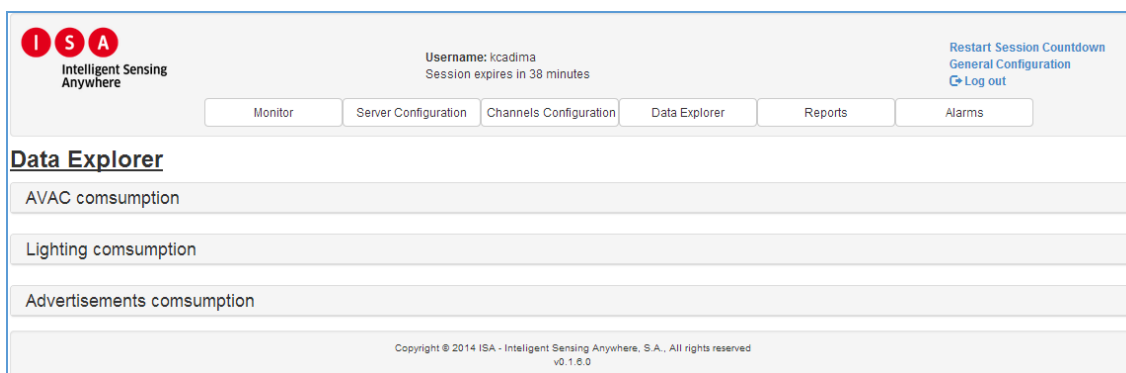 I S A
Intelligent Sensing
Anywhere
Username: kcadima
Session expires in 38 minutes
Restart Session Countdown
General Configuration
Log out
Monitor Server Configuration Channels Configuration Data Explorer Reports Alarms
Data Explorer
AVAC comsumption
Lighting comsumption
Advertisements comsumption
Copyright © 2014 ISA - Inteligent Sensing Anywhere, S.A., All rights reserved
v0.1.6.0